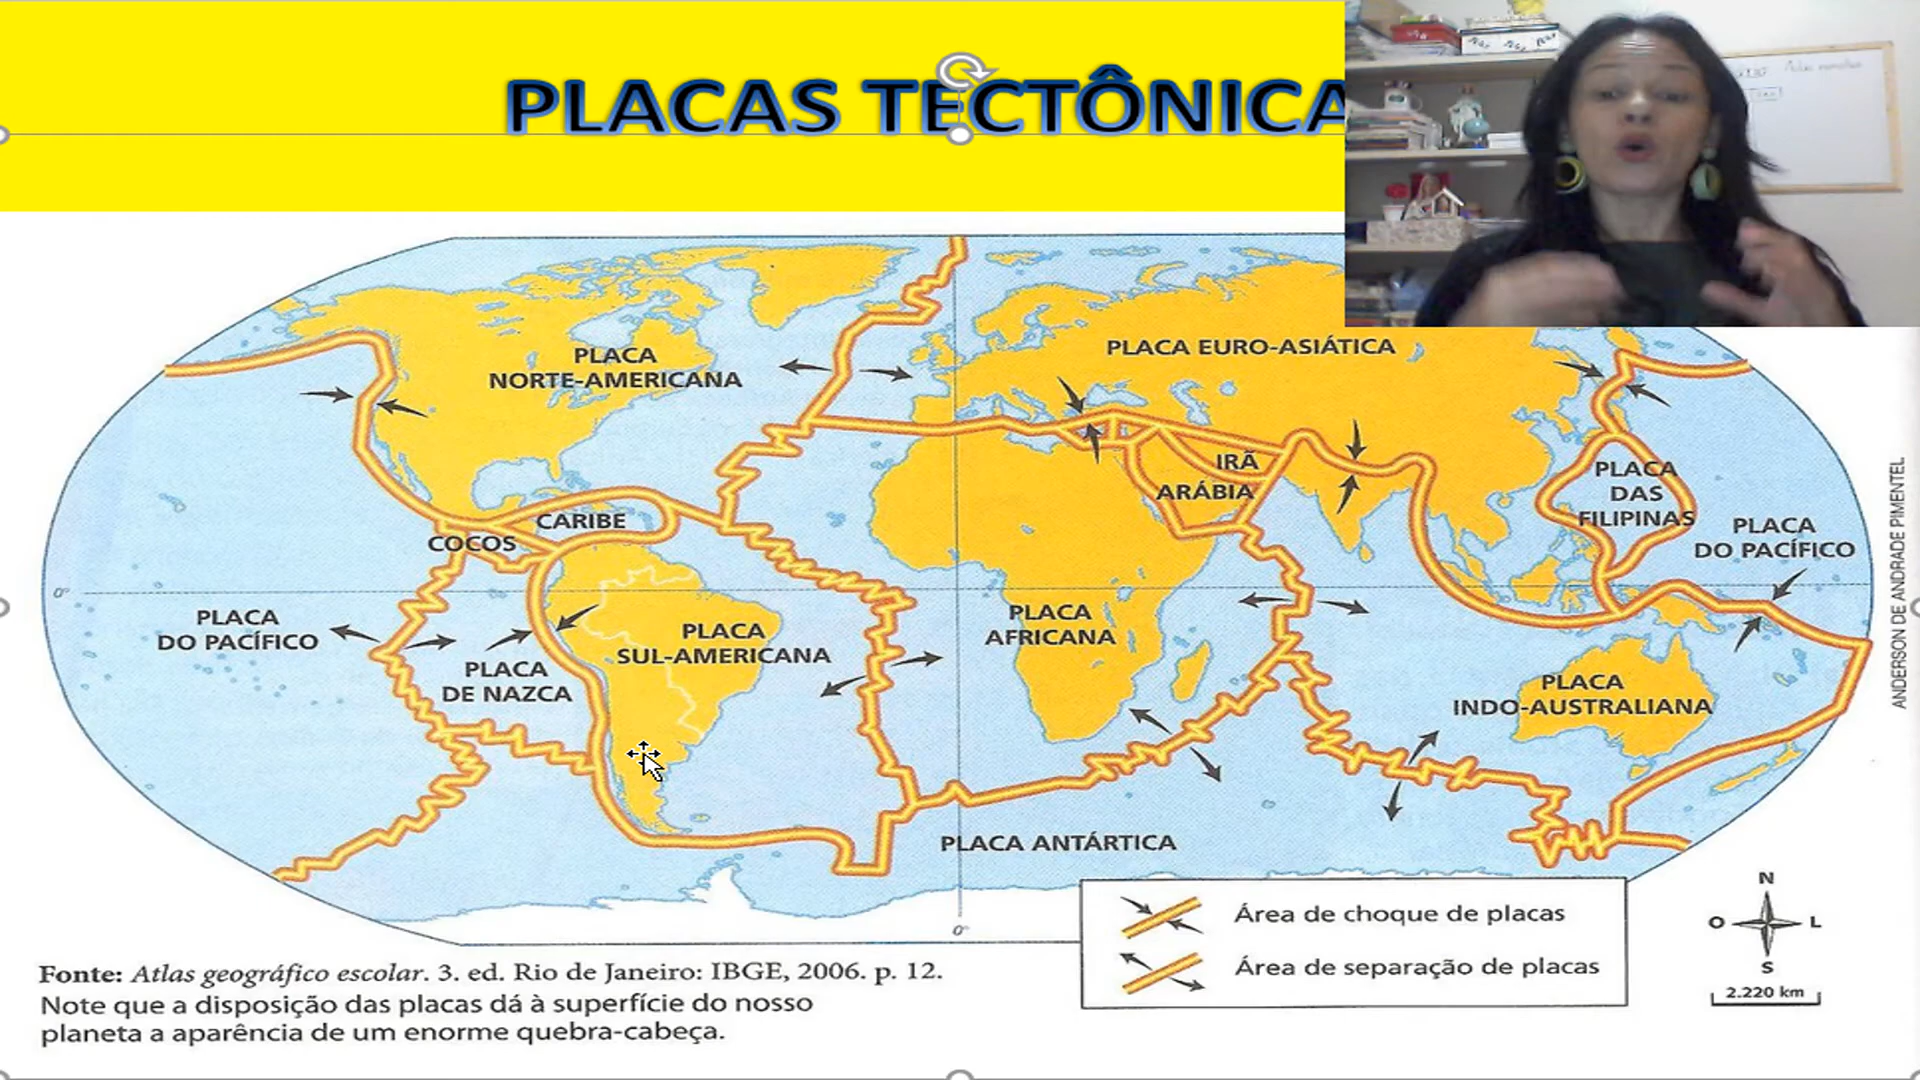 PLACAS TECTÔNICA
PLACA
NORTE-AMERICANA
PLACA EURO-ASIÁTICA
IRÃ
ARÁBIA
PLACA
DAS
FILIPINAS
PLACA
DO PACÍFICO
CARIBE
COCOS
0°
PLACA
DO PACÍFICO
PLACA
DE NAZCA
PLACA
SUL-AMERICANA
PLACA
AFRICANA
PLACA
INDO-AUSTRALIANA
PLACA ANTÁRTICA
0°
ANDERSON DE ANDRADE PIMENTEL
Área de choque de placas
Área de separação de placas
N
O
L
S
2.220 km
Fonte: Atlas geográfico escolar. 3. ed. Rio de Janeiro: IBGE, 2006. p. 12.
Note que a disposição das placas dá à superfície do nosso
planeta a aparência de um enorme quebra-cabeça.